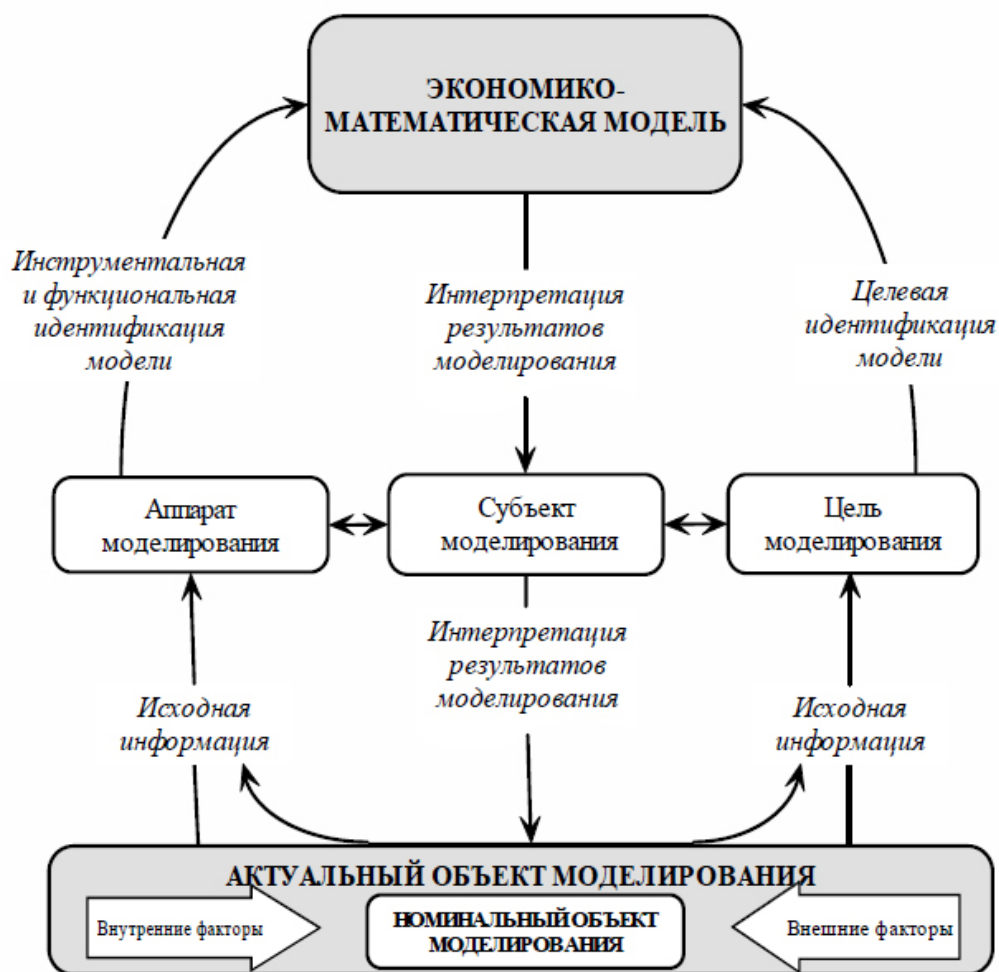 ЭКОНОМИКО-
МАТЕМАТИЧЕСКАЯ МОДЕЛЬ
Инструментальная
и функциональная
идентификация
модели
Интерпретация
результатов
моделирования
Целевая
идентификация
модели
Аппарат
моделирования
Субъект
моделирования
Цель
моделирования
Интерпретация
результатов
моделирования
Исходная
информация
Исходная
информация
АКТУАЛЬНЫЙ ОБЪЕКТ МОДЕЛИРОВАНИЯ
Внутренние факторы
НОМИНАЛЬНЫЙ ОБЪЕКТ
МОДЕЛИРОВАНИЯ
Внешние факторы